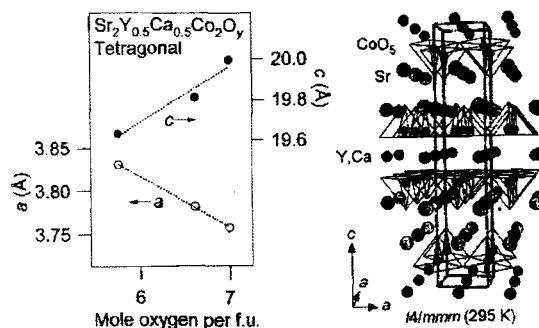 Sr₂Y₀.₅Ca₀.₅Co₂Oᵧ
Tetragonal
3.85
3.80
3.75
a (Å)
20.0
19.8
19.6
c (Å)
c
a
6
7
Mole oxygen per f.u.
CoO₅
Sr
Y,Ca
c
a
a
I4/mmm (295 K)